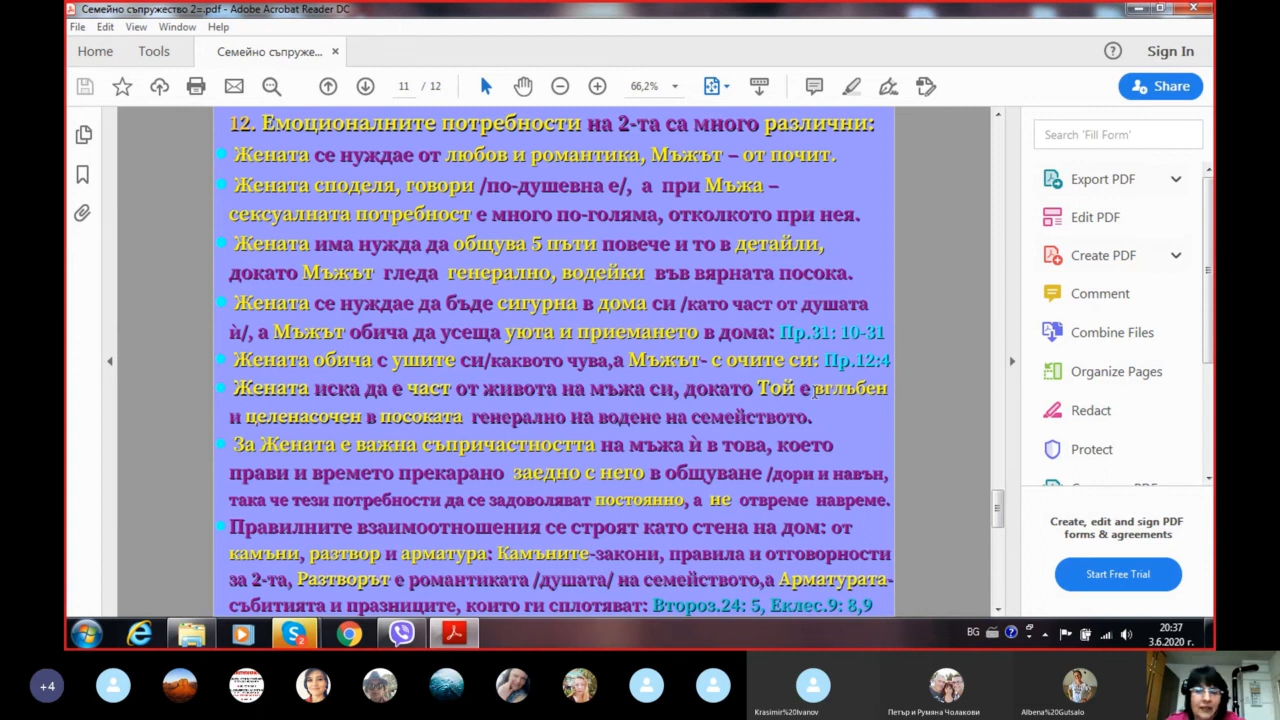 Семейно съпружество 2=.pdf - Adobe Acrobat Reader DC
File Edit View Window Help
Home Tools Семейно съпруже... × Sign In
11 / 12 66,2% Share
12. Емоционалните потребности на 2-та са много различни:
Жената се нуждае от любов и романтика, Мъжът – от почит.
Жената споделя, говори /по-душевна е/, а при Мъжа –
сексуалната потребност е много по-голяма, отколкото при нея.
Жената има нужда да общува 5 пъти повече и то в детайли,
докато Мъжът гледа генерално, водейки във вярната посока.
Жената се нуждае да бъде сигурна в дома си /като част от душата
ѝ/, а Мъжът обича да усеща уюта и приемането в дома: Пр.31: 10-31
Жената обича с ушите си/каквото чува,а Мъжът- с очите си: Пр.12:4
Жената иска да е част от живота на мъжа си, докато Той е вглъбен
и целенасочен в посоката генерално на водене на семейството.
За Жената е важна съпричастността на мъжа ѝ в това, което
прави и времето прекарано заедно с него в общуване /дори и навън,
така че тези потребности да се задоволяват постоянно, а не отвреме навреме.
Правилните взаимоотношения се строят като стена на дом: от
камъни, разтвор и арматура: Камъните-закони, правила и отговорности
за 2-та, Разтворът е романтиката /душата/ на семейството,а Арматурата-
събитията и празниците, които ги сплотяват: Второз.24: 5, Еклес.9: 8,9
Search 'Fill Form'
Export PDF
Edit PDF
Create PDF
Comment
Combine Files
Organize Pages
Redact
Protect
Create, edit and sign PDF
forms & agreements
Start Free Trial
BG
20:37
3.6.2020 г.
+4
Krasimir%20Ivanov
Петър и Румяна Чолакови
Albena%20Gutsalo